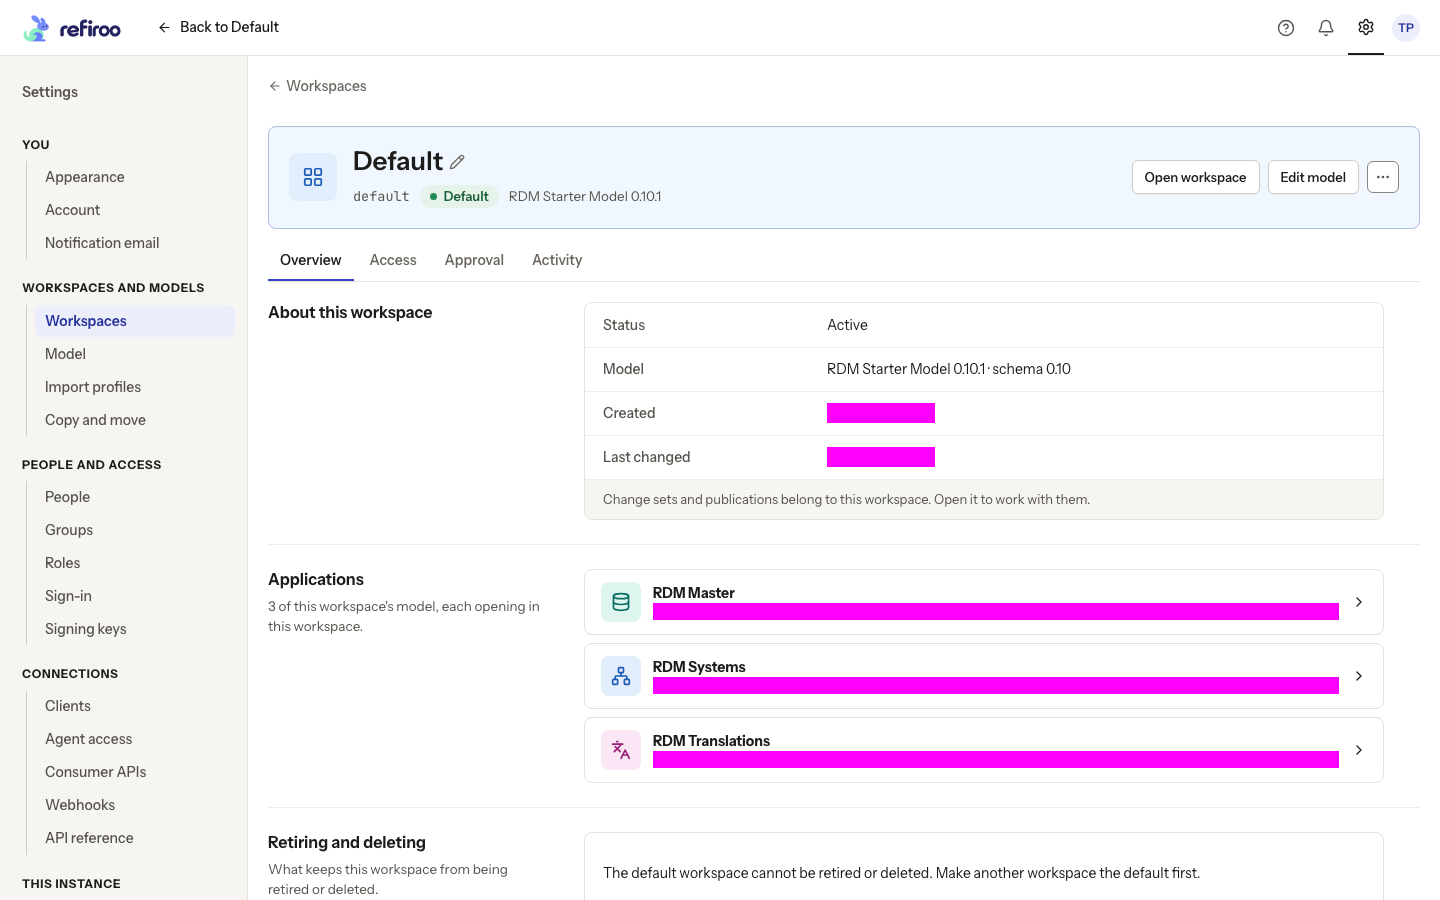 refiroo
Back to Default
TP
Settings
YOU
Appearance
Account
Notification email
WORKSPACES AND MODELS
Workspaces
Model
Import profiles
Copy and move
PEOPLE AND ACCESS
People
Groups
Roles
Sign-in
Signing keys
CONNECTIONS
Clients
Agent access
Consumer APIs
Webhooks
API reference
THIS INSTANCE
Workspaces
Default
default
Default
RDM Starter Model 0.10.1
Open workspace
Edit model
Overview
Access
Approval
Activity
About this workspace
Status
Active
Model
RDM Starter Model 0.10.1 · schema 0.10
Created
Last changed
Change sets and publications belong to this workspace. Open it to work with them.
Applications
3 of this workspace's model, each opening in
this workspace.
RDM Master
RDM Systems
RDM Translations
Retiring and deleting
What keeps this workspace from being
retired or deleted.
The default workspace cannot be retired or deleted. Make another workspace the default first.